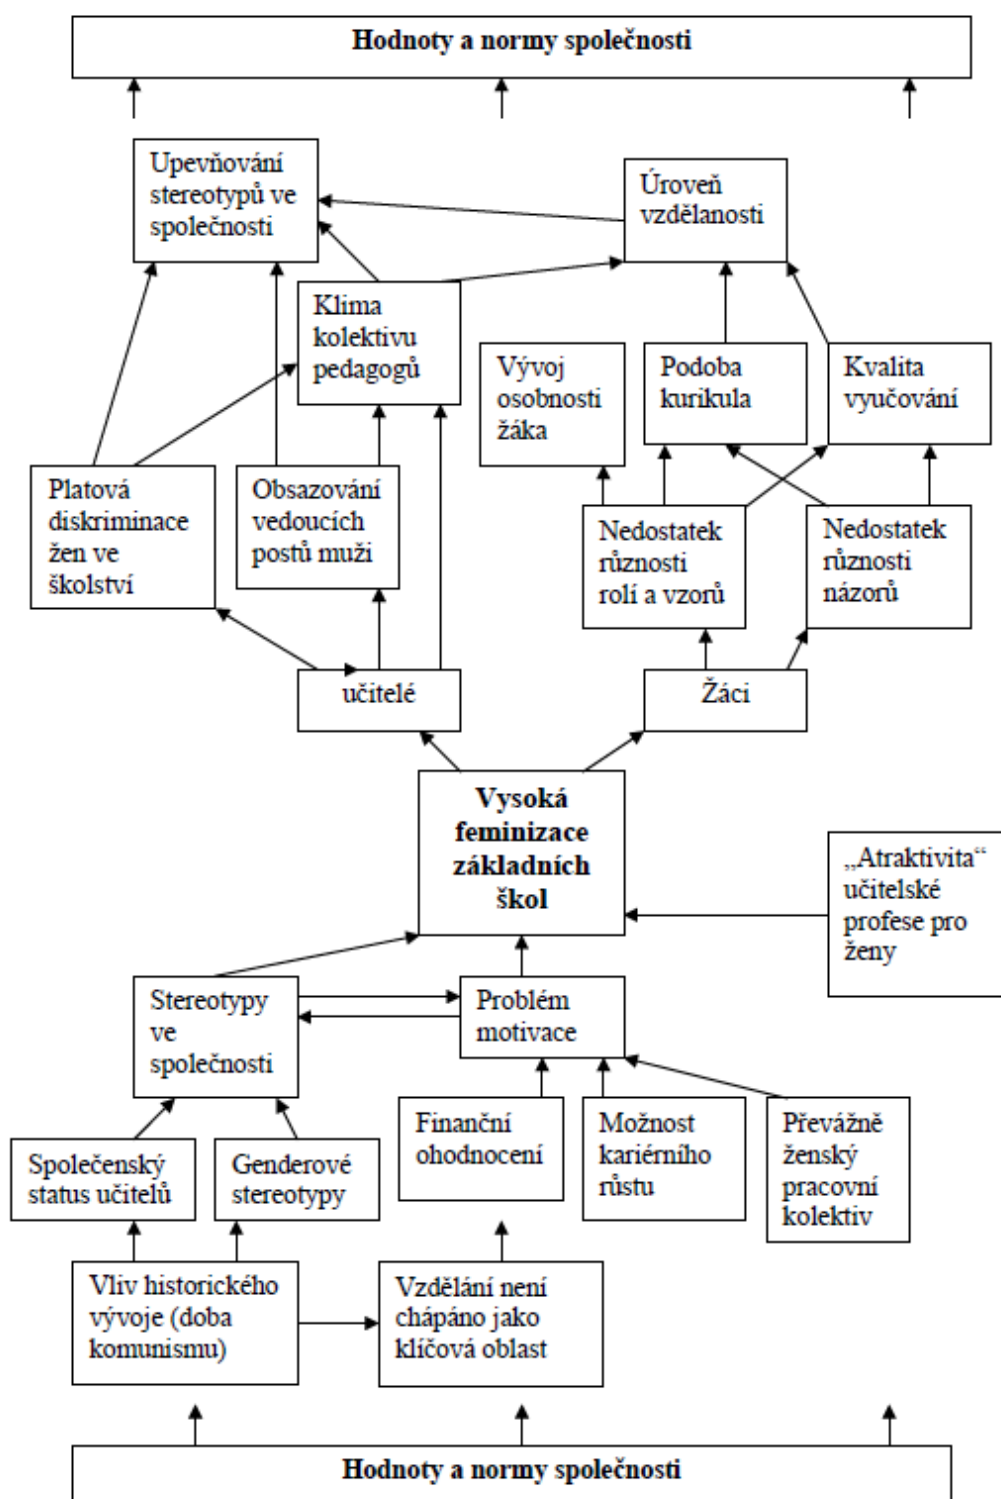 Hodnoty a normy společnosti
Upevňování
stereotypů ve
společnosti
Úroveň
vzdělanosti
Klima
kolektivu
pedagogů
Vývoj
osobnosti
žáka
Podoba
kurikula
Kvalita
vyučování
Platová
diskriminace
žen ve
školství
Obsazování
vedoucích
postů muži
Nedostatek
různosti
rolí a vzorů
Nedostatek
různosti
názorů
učitelé
Žáci
Vysoká
feminizace
základních
škol
„Atraktivita“
učitelské
profese pro
ženy
Stereotypy
ve
společnosti
Problém
motivace
Finanční
ohodnocení
Možnost
kariérního
růstu
Převážně
ženský
pracovní
kolektiv
Společenský
status učitelů
Genderové
stereotypy
Vliv historického
vývoje (doba
komunismu)
Vzdělání není
chápáno jako
klíčová oblast
Hodnoty a normy společnosti